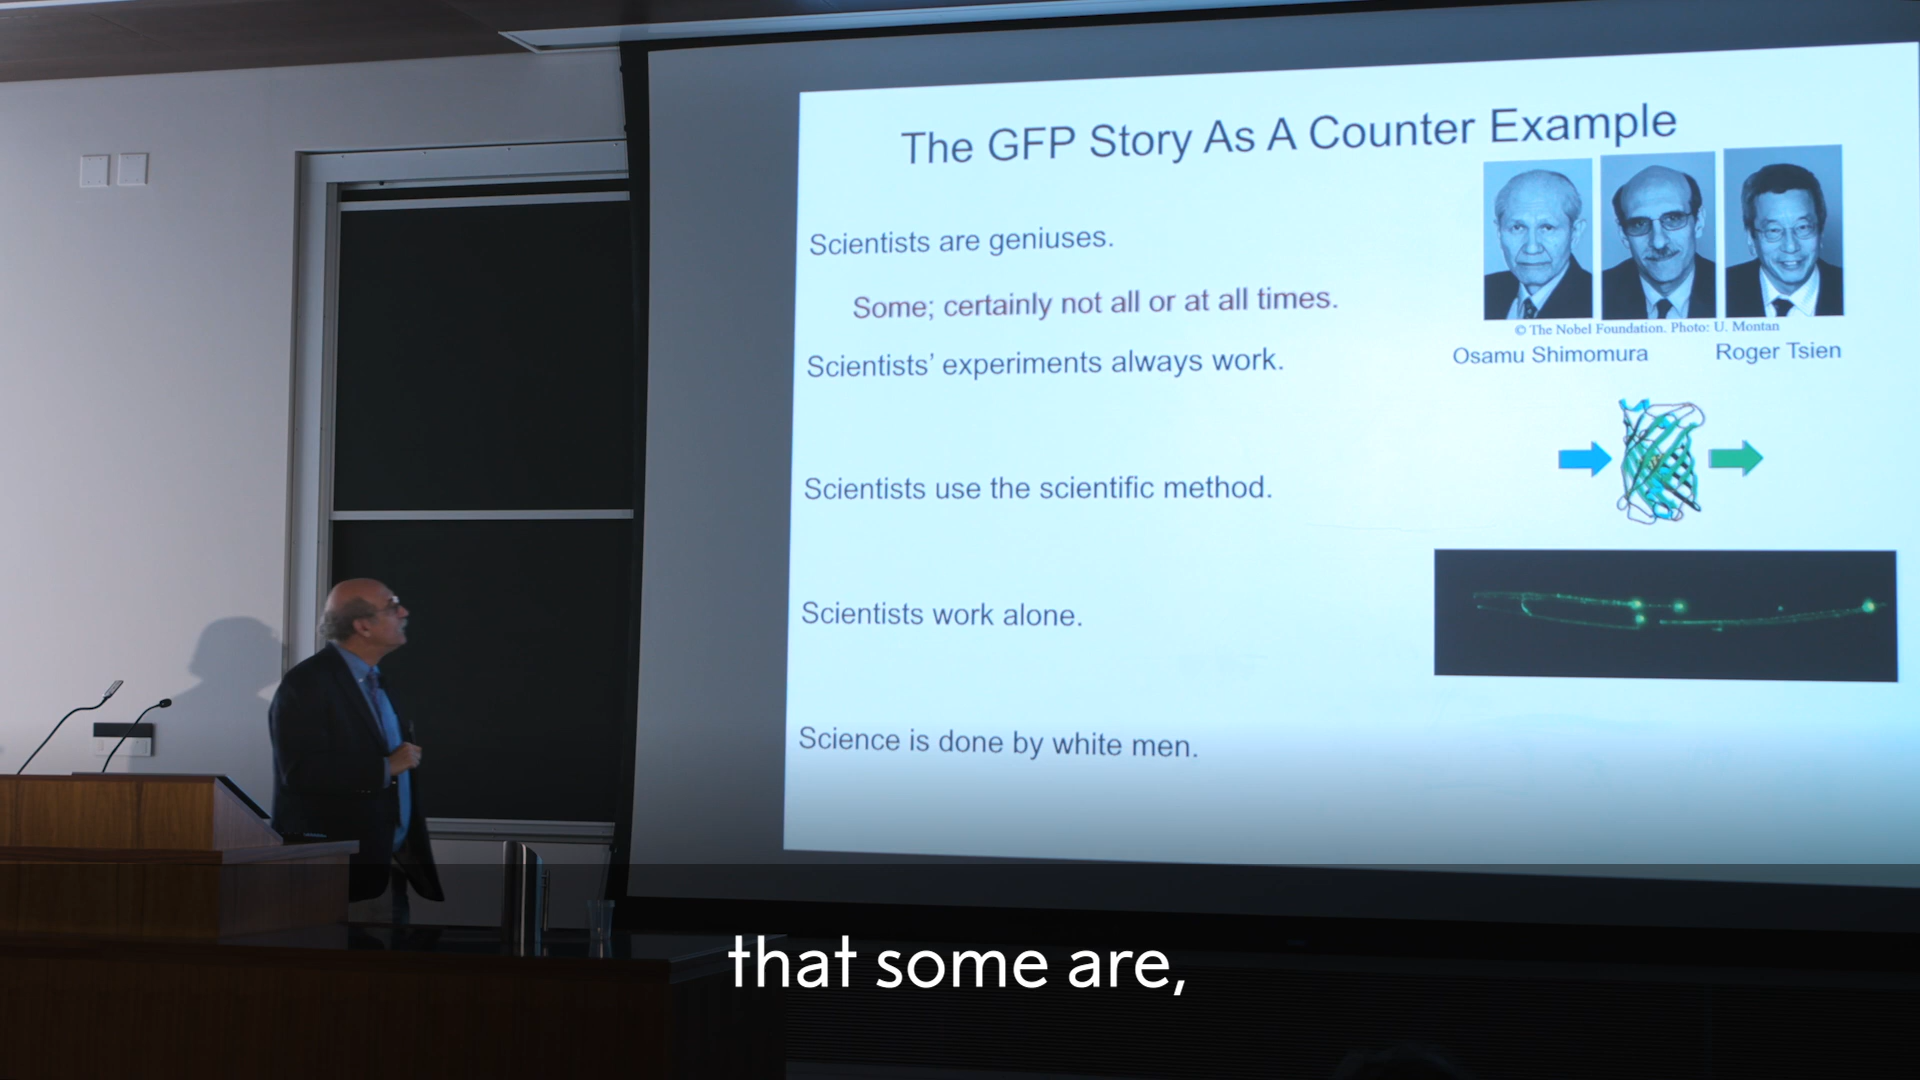 The GFP Story As A Counter Example
Scientists are geniuses.
Some; certainly not all or at all times.
© The Nobel Foundation. Photo: U. Montan
Osamu Shimomura Roger Tsien
Scientists’ experiments always work.
Scientists use the scientific method.
Scientists work alone.
Science is done by white men.
that some are,